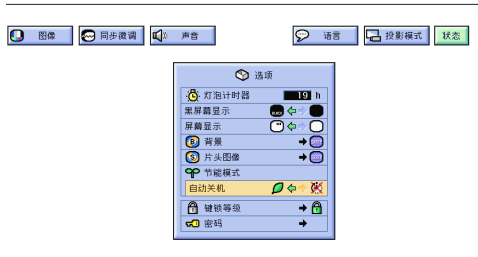 图像 同步微调 声音 语言 投影模式 状态
选项
灯泡计时器 19 h
黑屏幕显示
屏幕显示
背景
片头图像
节能模式
自动关机
键锁等级
密码